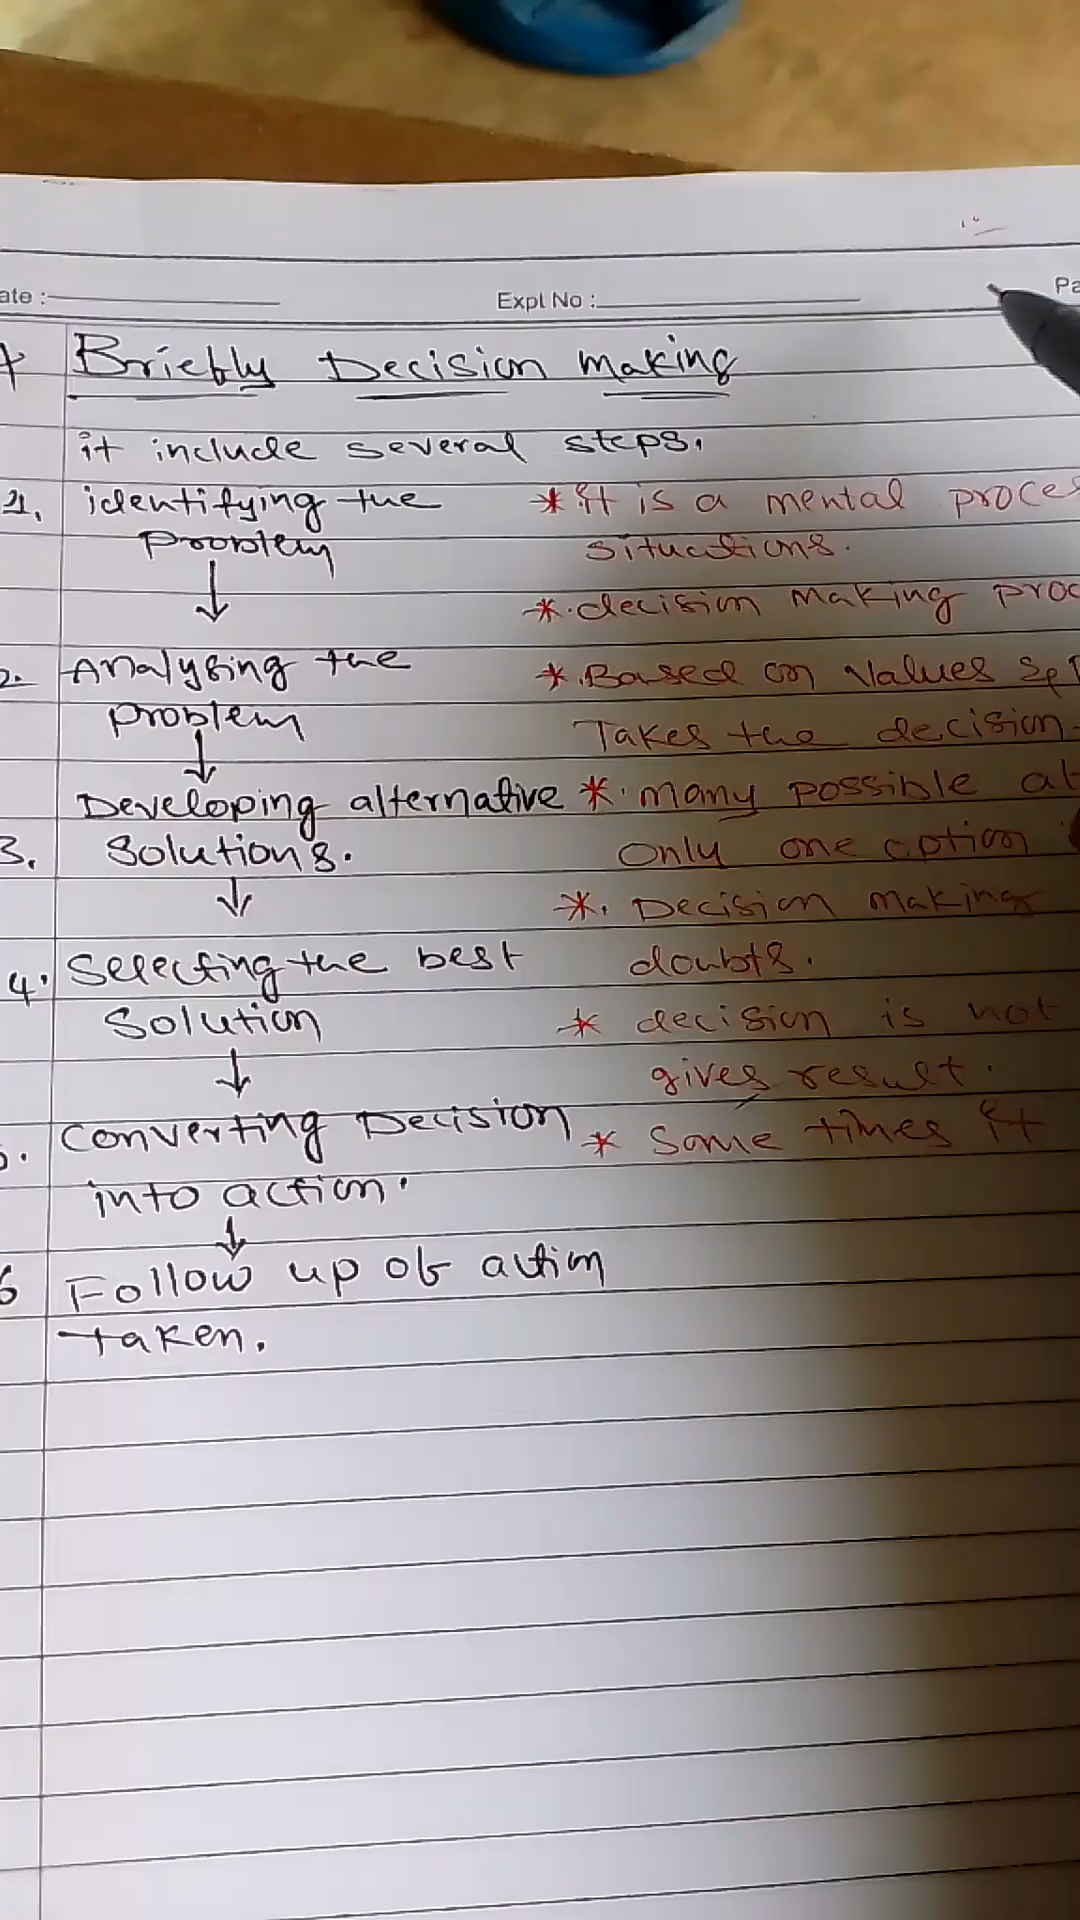 ate :
Expt No :
Briefly Decision making
it include several steps.
1. identifying the
problem
↓
2. Analysing the
problem
↓
Developing alternative
3. Solutions.
↓
4. Selecting the best
Solution
↓
Converting Decision
into action.
↓
6 Follow up of action
taken.
* it is a mental
situations.
* decision making
* Based on values
Takes the decision
* many possible
Only one option
* Decision making
doubts.
* decision is not
gives result.
* Some times it